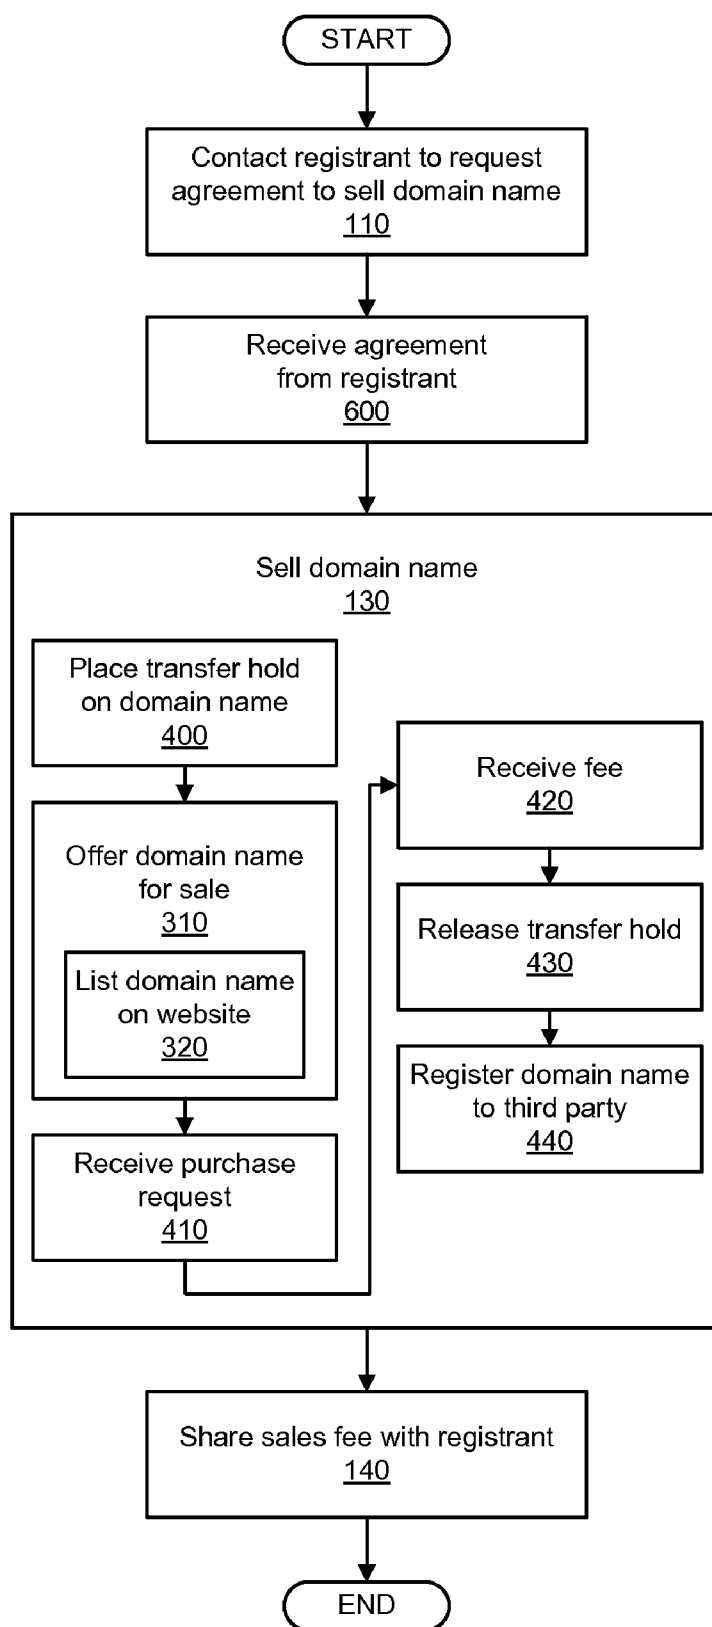 START
Contact registrant to request
agreement to sell domain name
110
Receive agreement
from registrant
600
Sell domain name
130
Place transfer hold
on domain name
400
Offer domain name
for sale
310
List domain name
on website
320
Receive purchase
request
410
Receive fee
420
Release transfer hold
430
Register domain name
to third party
440
Share sales fee with registrant
140
END